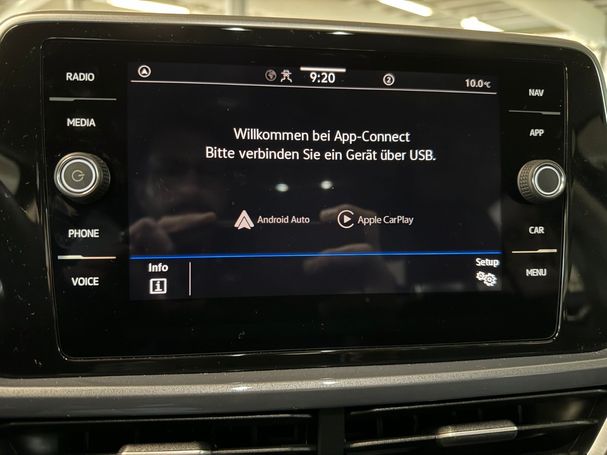 RADIO
MEDIA
PHONE
VOICE
9:20
2
10.0°C
Willkommen bei App-Connect
Bitte verbinden Sie ein Gerät über USB.
Android Auto
Apple CarPlay
Info
i
Setup
NAV
APP
CAR
MENU